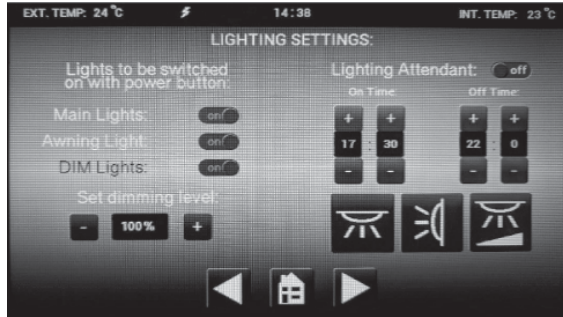 EXT. TEMP: 24°C 14:38 INT. TEMP: 23°C
LIGHTING SETTINGS:
Lights to be switched
on with power button:
Main Lights: on
Awning Light: on
DIM Lights: on
Set dimming level:
- 100% +
Lighting Attendant: off
On Time: Off Time:
+ + + +
17 : 30 22 : 0
- - - -